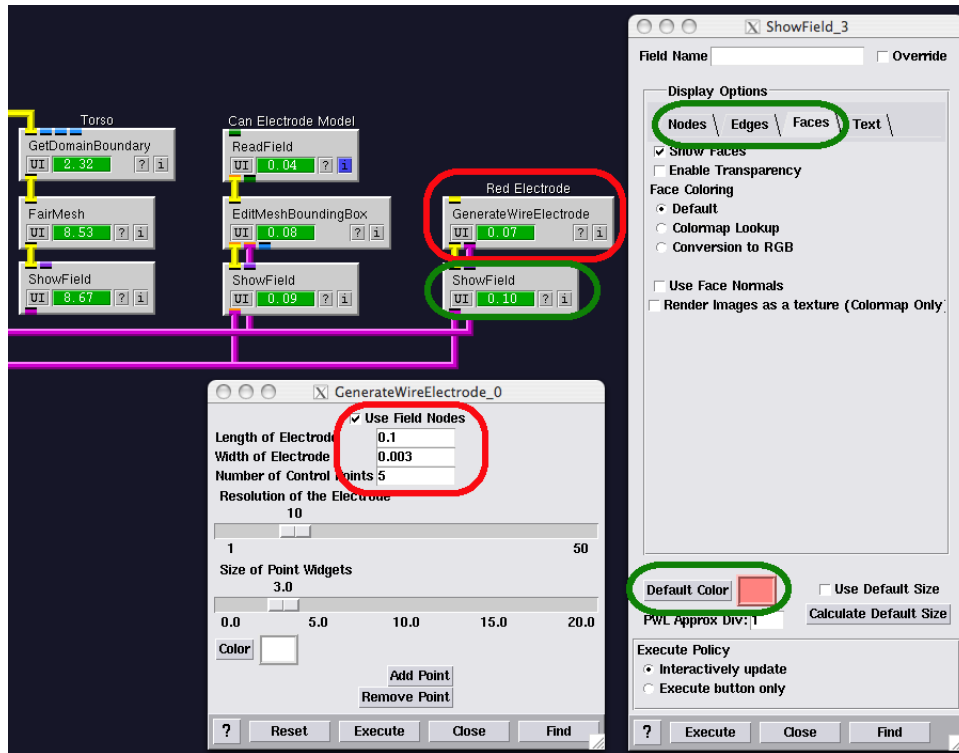 Torso
GetDomainBoundary
UI 2.32 ? i
FairMesh
UI 8.53 ? i
ShowField
UI 8.67 ? i
Can Electrode Model
ReadField
UI 0.04 ? i
EditMeshBoundingBox
UI 0.08 ? i
ShowField
UI 0.09 ? i
Red Electrode
GenerateWireElectrode
UI 0.07 ? i
ShowField
UI 0.10 ? i
X GenerateWireElectrode_0
Use Field Nodes
Length of Electrode 0.1
Width of Electrode 0.003
Number of Control Points 5
Resolution of the Electrode
10
1 50
Size of Point Widgets
3.0
0.0 5.0 10.0 15.0 20.0
Color
Add Point
Remove Point
? Reset Execute Close Find
X ShowField_3
Field Name Override
Display Options
Nodes \ Edges \ Faces \ Text \
Show Faces
Enable Transparency
Face Coloring
Default
Colormap Lookup
Conversion to RGB
Use Face Normals
Render Images as a texture (Colormap Only
Default Color Use Default Size
PWL Approx Div: 1 Calculate Default Size
Execute Policy
Interactively update
Execute button only
? Execute Close Find